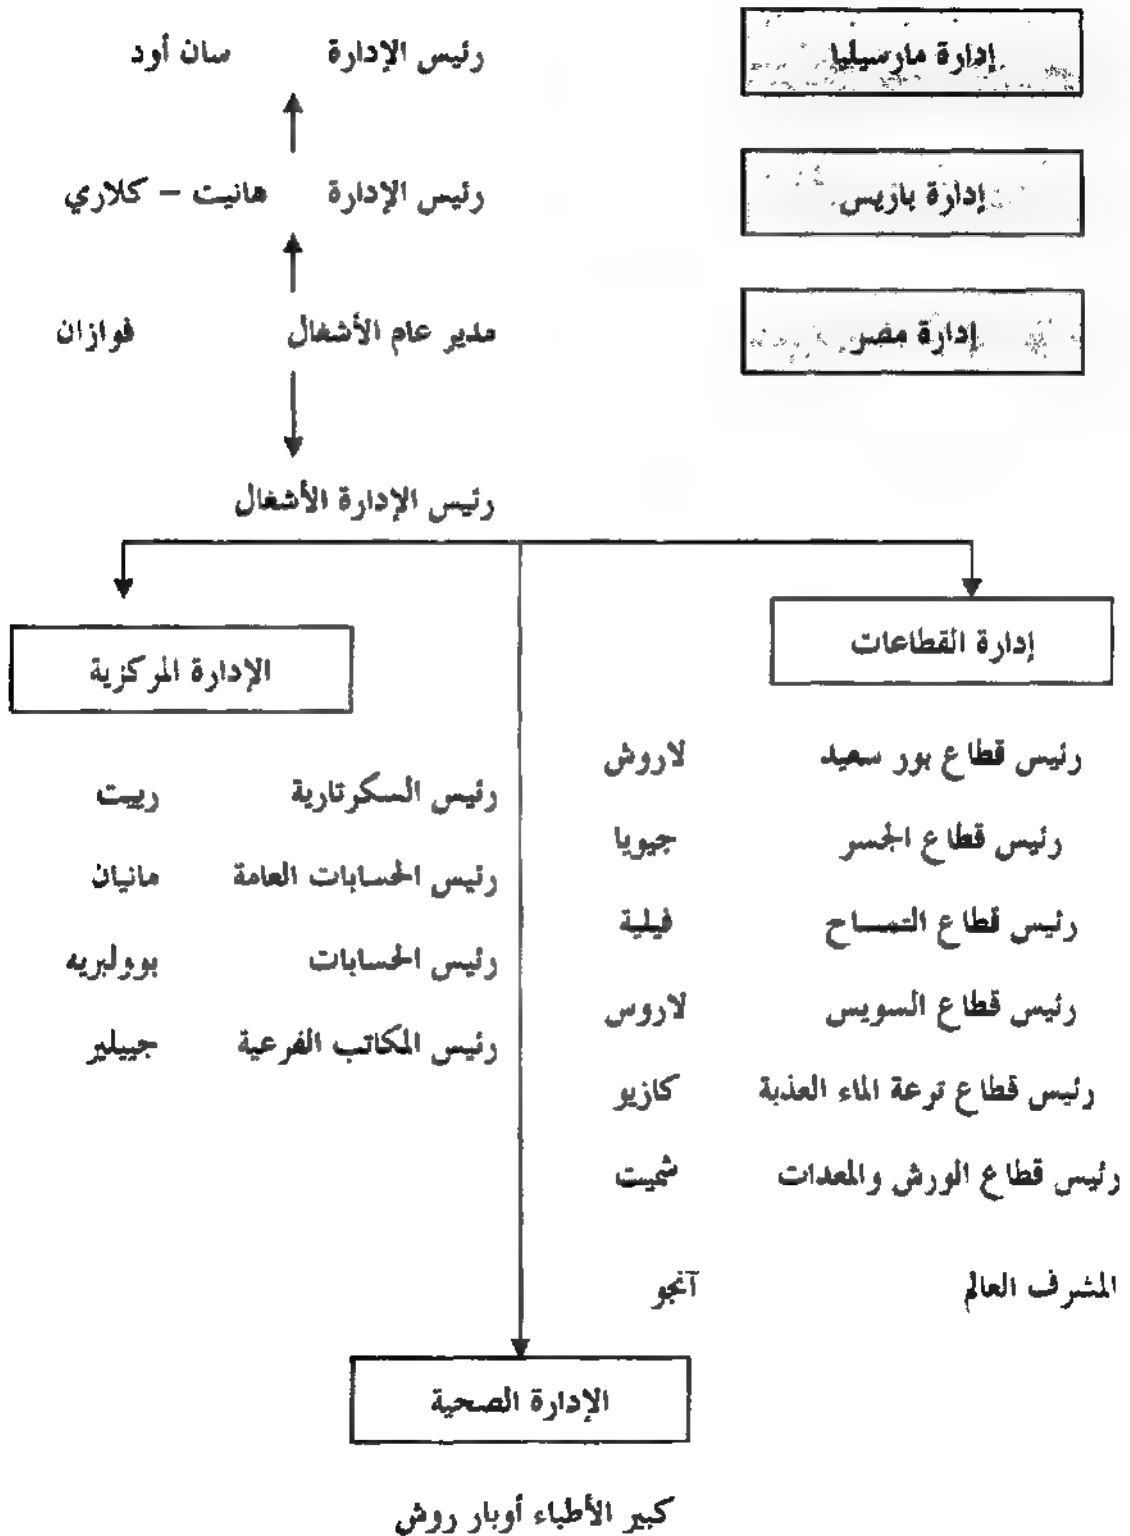 إدارة مارسيليا
رئيس الإدارة سان أود
إدارة باريس
رئيس الإدارة هانيت – كلاري
إدارة مصر
مدير عام الأشغال فوازان
رئيس الإدارة الأشغال
إدارة القطاعات
رئيس قطاع بور سعيد لاروش
رئيس قطاع الجسر جيويا
رئيس قطاع التمساح فيلية
رئيس قطاع السويس لاروس
رئيس قطاع ترعة الماء العذبة كازيو
رئيس قطاع الورش والمعدات شميت
المشرف العالم آنجو
الإدارة المركزية
رئيس السكرتارية رييت
رئيس الحسابات العامة مانيان
رئيس الحسابات بوولبريه
رئيس المكاتب الفرعية جييلير
الإدارة الصحية
كبير الأطباء أوبار روش